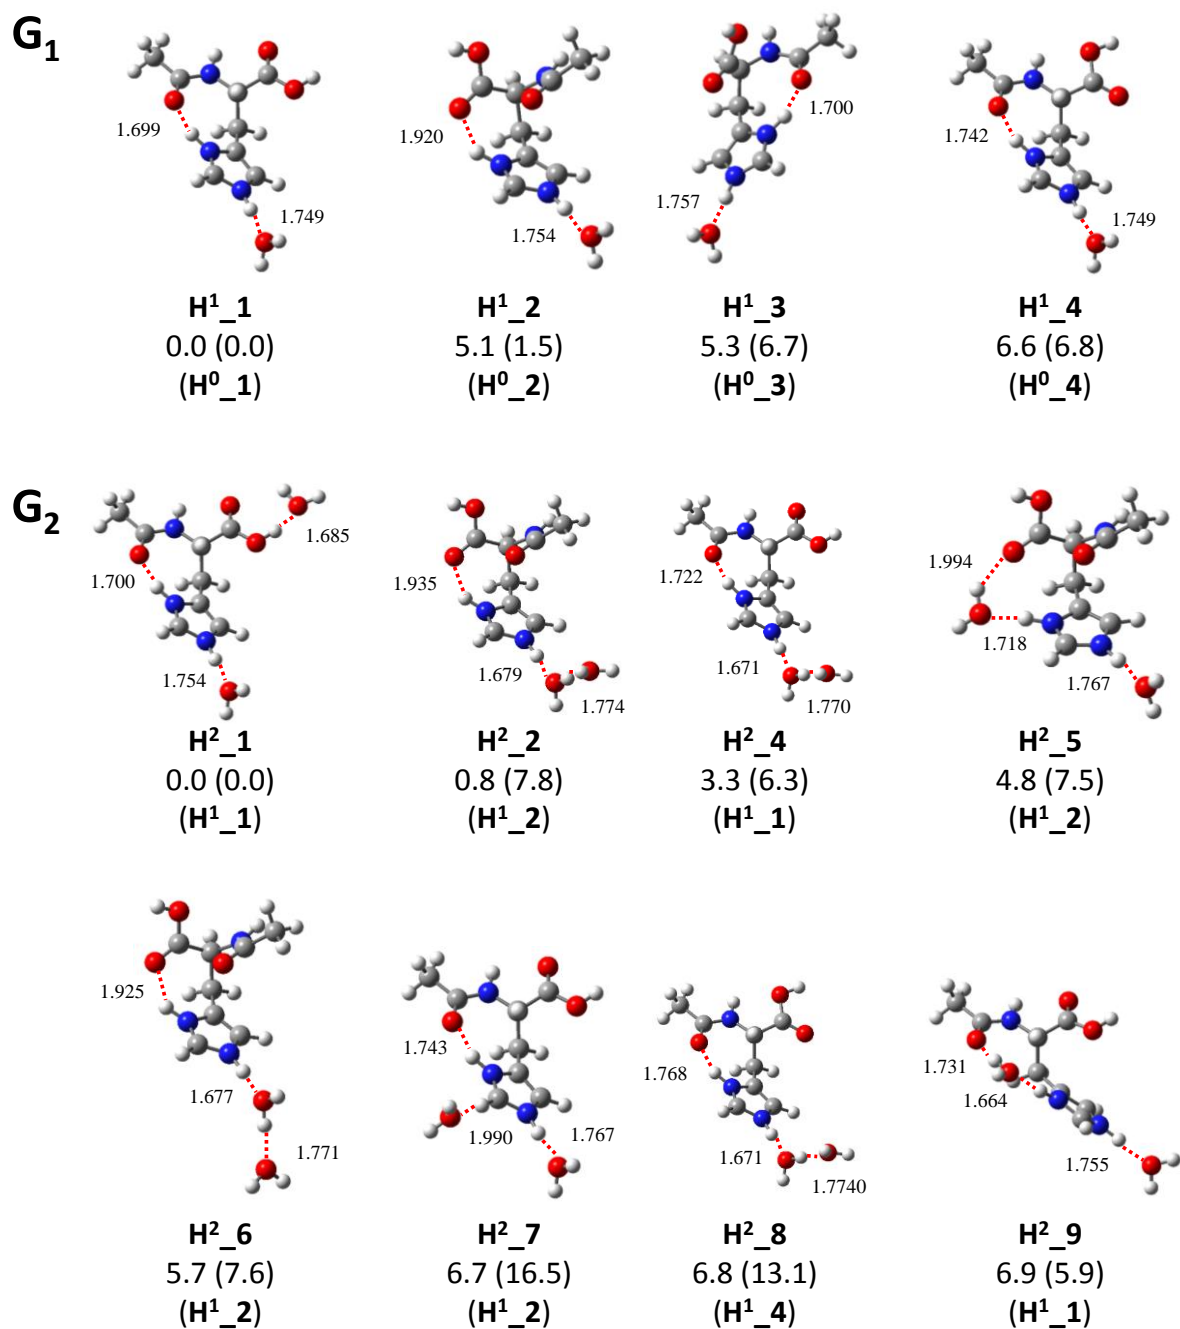 G₁
1.699
1.749
1.920
1.754
1.700
1.757
1.742
1.749
H¹_1
0.0 (0.0)
(H⁰_1)
H¹_2
5.1 (1.5)
(H⁰_2)
H¹_3
5.3 (6.7)
(H⁰_3)
H¹_4
6.6 (6.8)
(H⁰_4)
G₂
1.685
1.700
1.754
1.935
1.679
1.774
1.722
1.671
1.770
1.994
1.718
1.767
H²_1
0.0 (0.0)
(H¹_1)
H²_2
0.8 (7.8)
(H¹_2)
H²_4
3.3 (6.3)
(H¹_1)
H²_5
4.8 (7.5)
(H¹_2)
1.925
1.677
1.771
1.743
1.990
1.767
1.768
1.671
1.7740
1.731
1.664
1.755
H²_6
5.7 (7.6)
(H¹_2)
H²_7
6.7 (16.5)
(H¹_2)
H²_8
6.8 (13.1)
(H¹_4)
H²_9
6.9 (5.9)
(H¹_1)